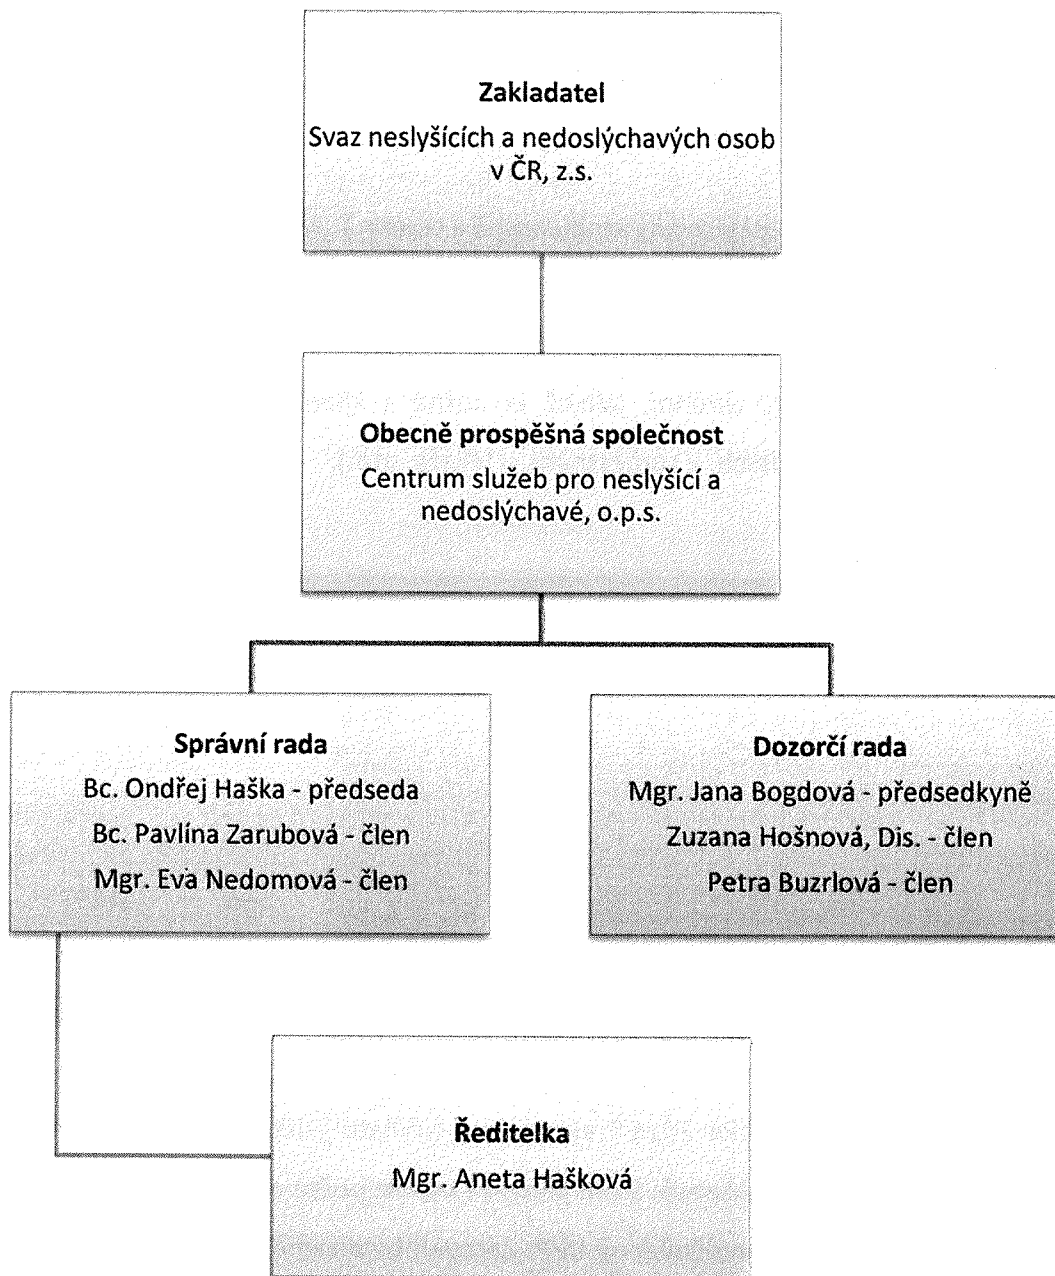 Zakladatel
Svaz neslyšících a nedoslýchavých osob
v ČR, z.s.
Obecně prospěšná společnost
Centrum služeb pro neslyšící a
nedoslýchavé, o.p.s.
Správní rada
Bc. Ondřej Haška - předseda
Bc. Pavlína Zarubová - člen
Mgr. Eva Nedomová - člen
Dozorčí rada
Mgr. Jana Bogdová - předsedkyně
Zuzana Hošnová, Dis. - člen
Petra Buzrlová - člen
Ředitelka
Mgr. Aneta Hašková